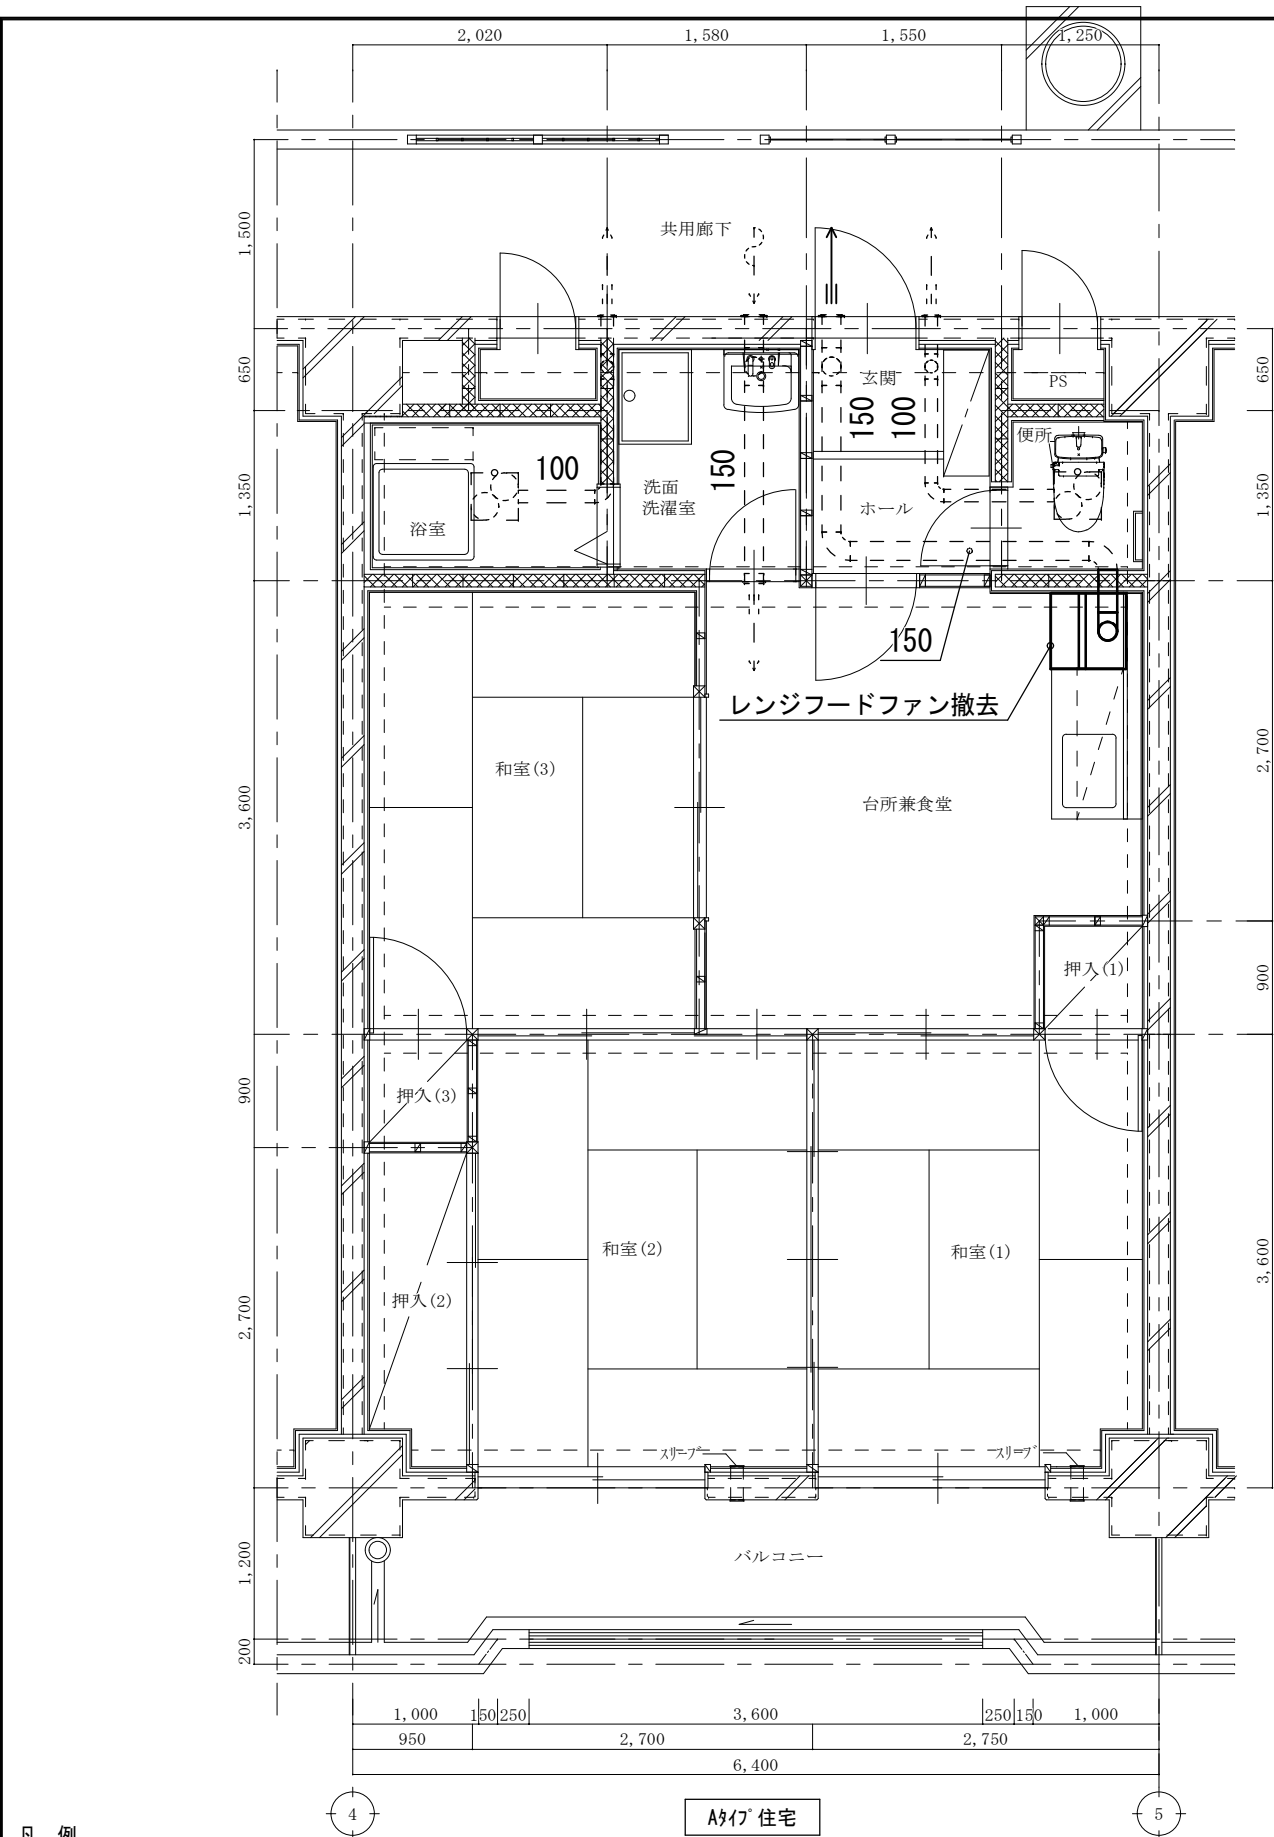 2,020
1,580
1,550
1,250
1,500
共用廊下
650
玄関
PS
650
150
100
便所
1,350
100
150
洗面
洗濯室
ホール
浴室
1,350
150
レンジフードファン撤去
2,700
和室(3)
3,600
台所兼食堂
押入(1)
900
900
押入(3)
和室(2)
和室(1)
3,600
押入(2)
2,700
スリーブ
スリーブ
1,200
バルコニー
200
1,000
150
250
3,600
250
150
1,000
950
2,700
2,750
6,400
4
Aタイプ住宅
5
凡 例